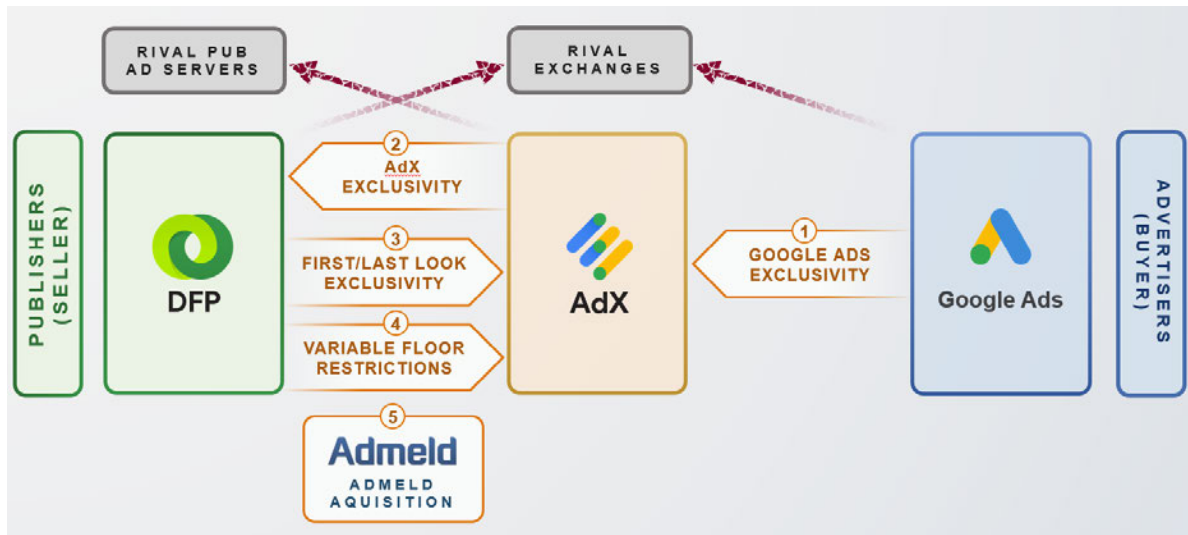 RIVAL PUB
AD SERVERS
RIVAL
EXCHANGES
PUBLISHERS
(SELLER)
DFP
2
AdX
EXCLUSIVITY
3
FIRST/LAST LOOK
EXCLUSIVITY
4
VARIABLE FLOOR
RESTRICTIONS
5
Admeld
ADMELD
AQUISITION
AdX
1
GOOGLE ADS
EXCLUSIVITY
Google Ads
ADVERTISERS
(BUYER)